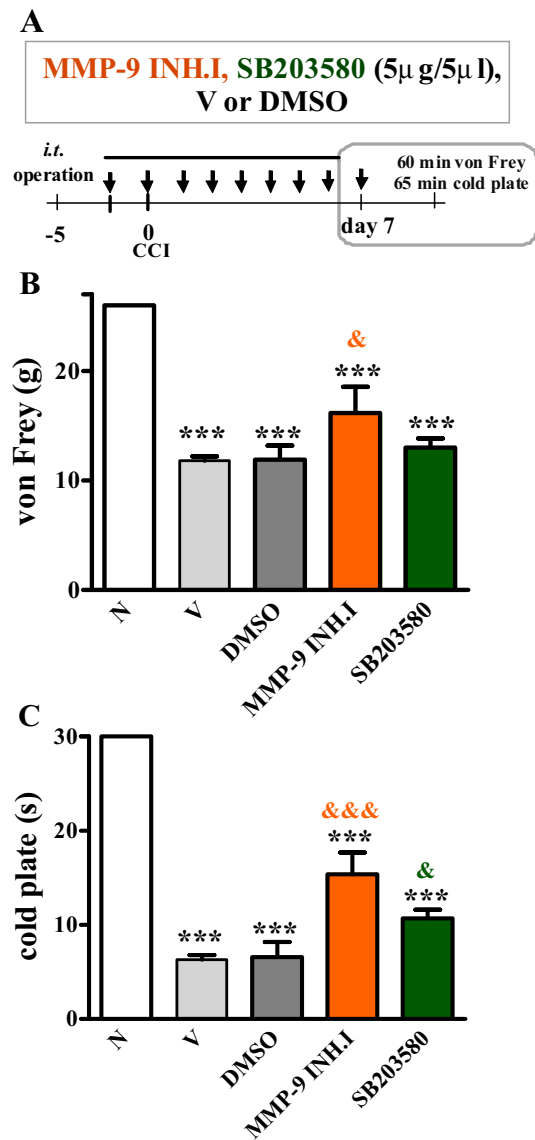 A
MMP-9 INH.I, SB203580 (5μg/5μl),
V or DMSO
i.t.
operation
60 min von Frey
65 min cold plate
-5
0
CCI
day 7
B
von Frey (g)
20
10
0
&
***
***
***
***
N
V
DMSO
MMP-9 INH.I
SB203580
C
cold plate (s)
30
20
10
0
&&&
***
&
***
***
***
N
V
DMSO
MMP-9 INH.I
SB203580